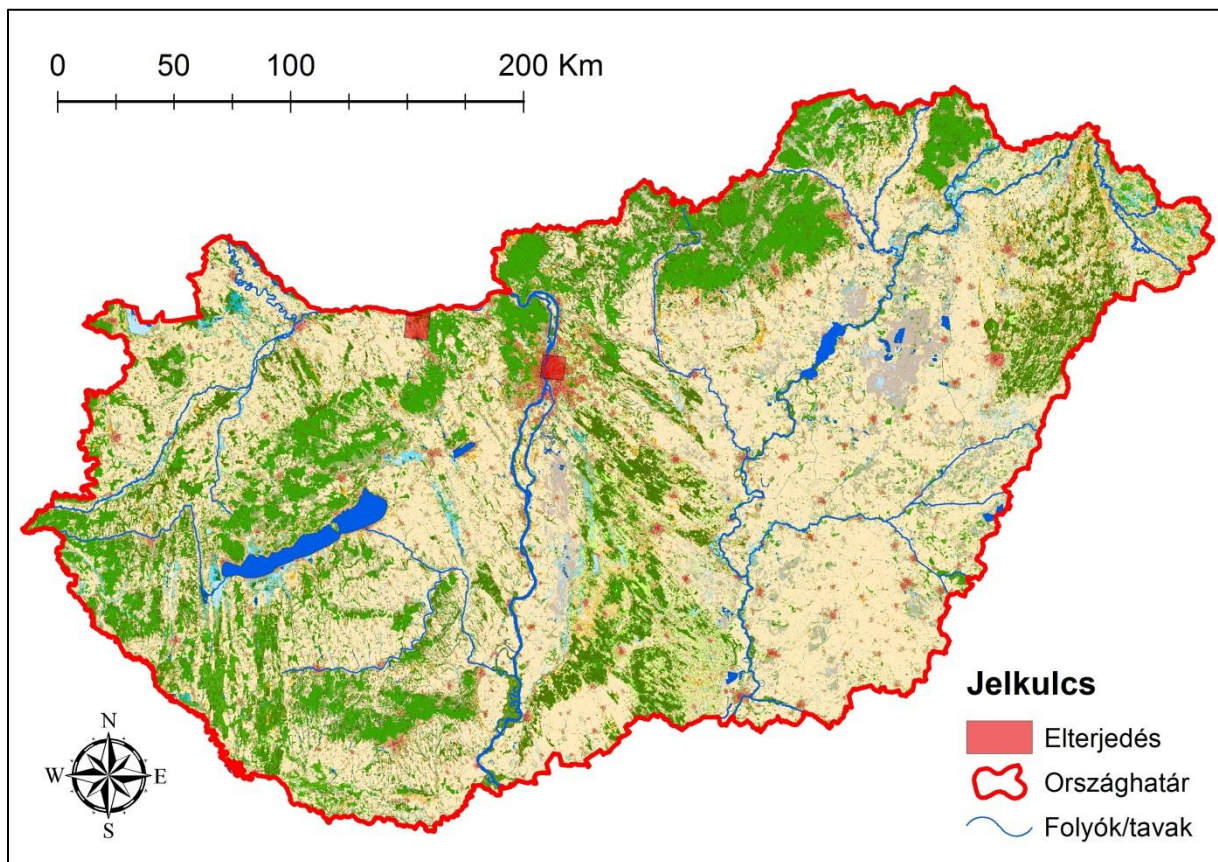 0 50 100 200 Km
Jelkulcs
Elterjedés
Országhatár
Folyók/tavak
N
W E
S